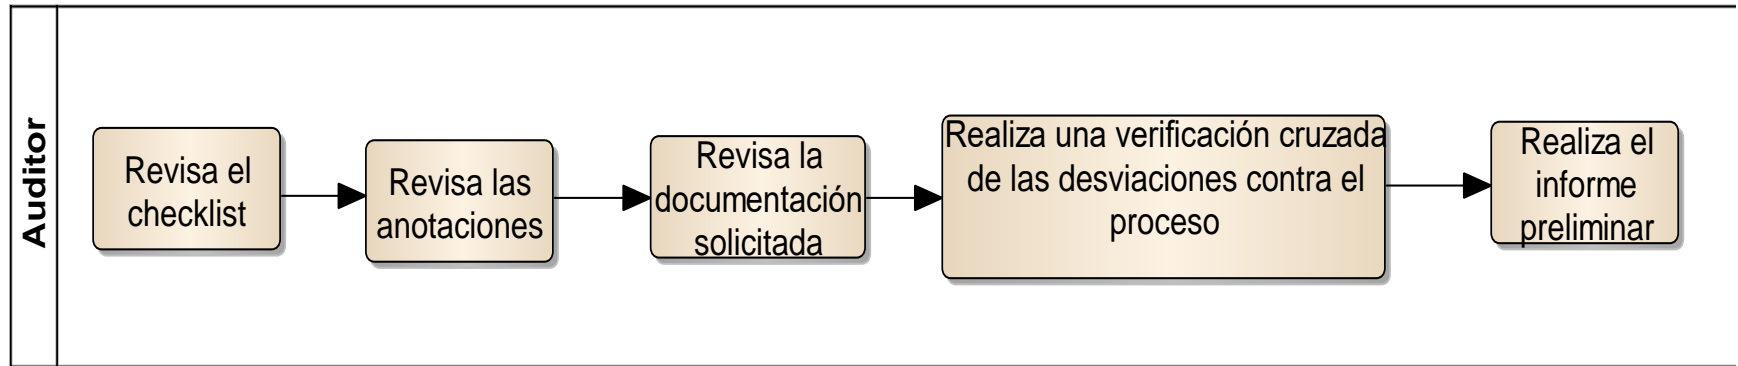 Auditor
Revisa el
checklist
Revisa las
anotaciones
Revisa la
documentación
solicitada
Realiza una verificación cruzada
de las desviaciones contra el
proceso
Realiza el
informe
preliminar